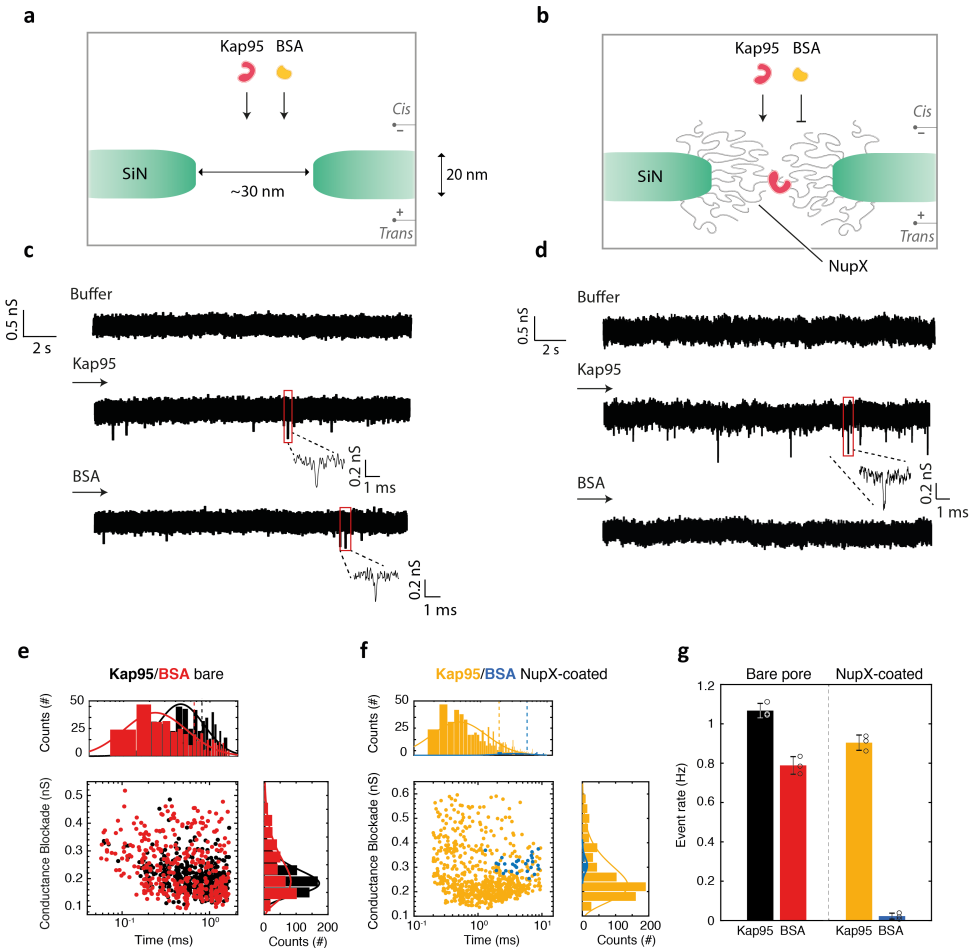 a
Kap95 BSA
Cis
−
SiN
~30 nm
20 nm
+
Trans
b
Kap95 BSA
Cis
−
SiN
+
Trans
NupX
c
Buffer
0.5 nS
2 s
Kap95
0.2 nS
1 ms
BSA
0.2 nS
1 ms
d
Buffer
0.5 nS
2 s
Kap95
0.2 nS
1 ms
BSA
e
Kap95/BSA bare
Counts (#)
50
25
0
Conductance Blockade (nS)
0.5
0.4
0.3
0.2
0.1
10⁻¹ 10⁰
Time (ms)
0 100 200
Counts (#)
f
Kap95/BSA NupX-coated
Counts (#)
50
25
0
Conductance Blockade (nS)
0.6
0.5
0.4
0.3
0.2
0.1
10⁻¹ 10⁰ 10¹
Time (ms)
0 100 200
Counts (#)
g
Bare pore NupX-coated
Event rate (Hz)
1.2
1
0.8
0.6
0.4
0.2
0
Kap95 BSA Kap95 BSA